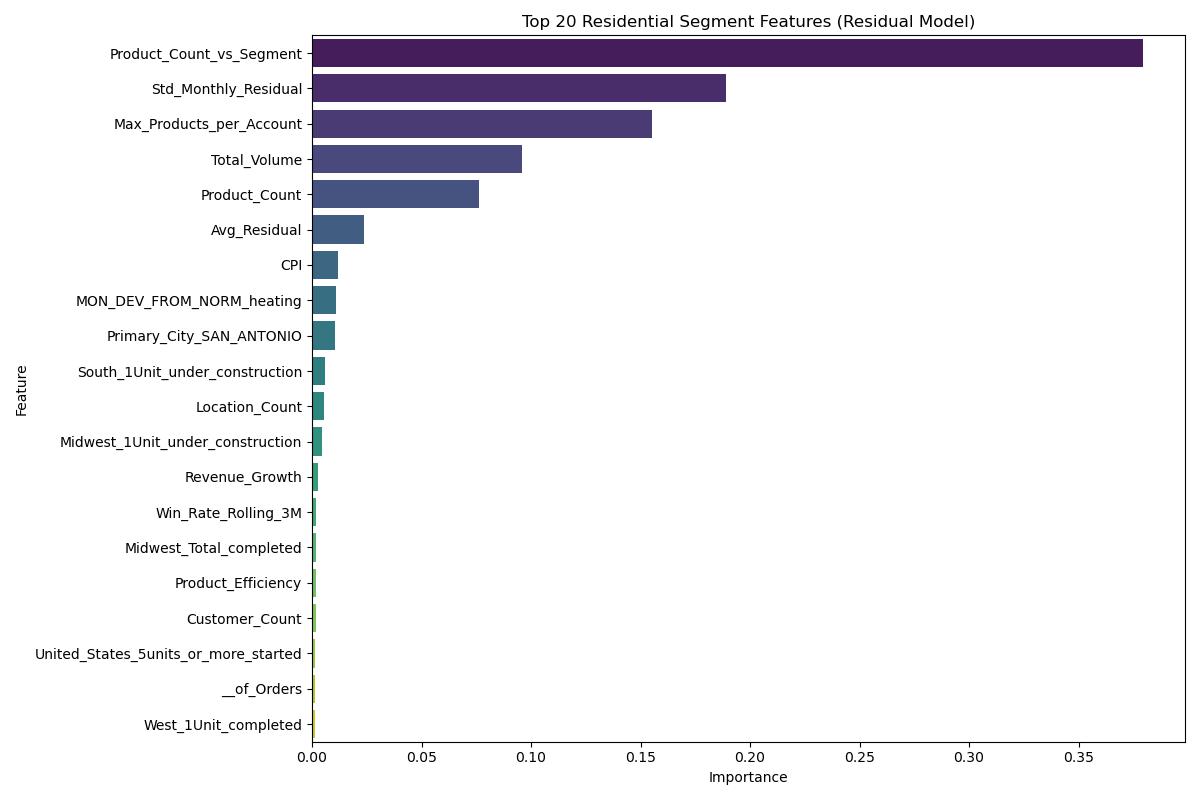 Top 20 Residential Segment Features (Residual Model)
Product_Count_vs_Segment
Std_Monthly_Residual
Max_Products_per_Account
Total_Volume
Product_Count
Avg_Residual
CPI
MON_DEV_FROM_NORM_heating
Primary_City_SAN_ANTONIO
South_1Unit_under_construction
Location_Count
Midwest_1Unit_under_construction
Revenue_Growth
Win_Rate_Rolling_3M
Midwest_Total_completed
Product_Efficiency
Customer_Count
United_States_5units_or_more_started
__of_Orders
West_1Unit_completed
Feature
0.00 0.05 0.10 0.15 0.20 0.25 0.30 0.35
Importance